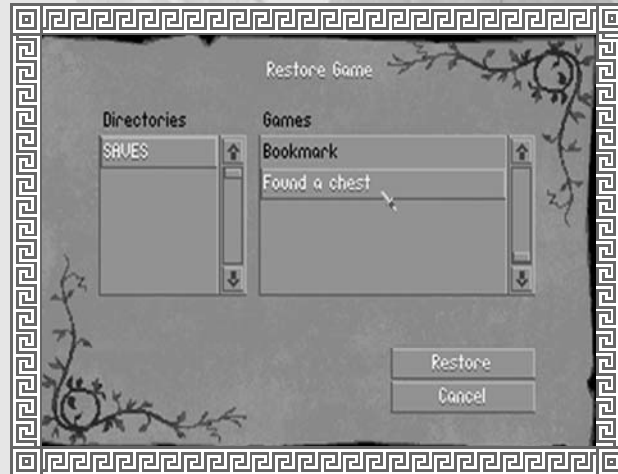 Restore Game
Directories
Games
SAVES
Bookmark
Found a chest
Restore
Cancel